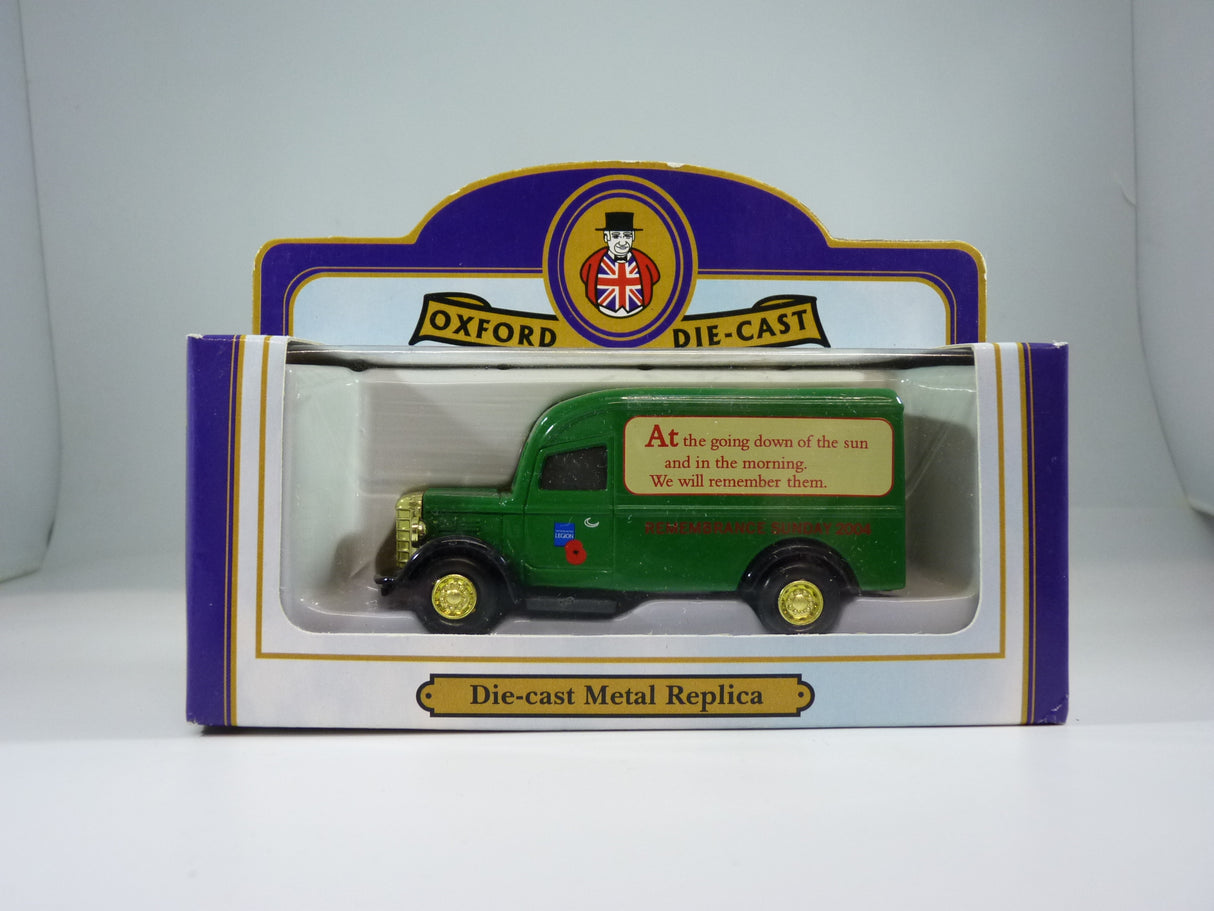 OXFORD DIE-CAST
At the going down of the sun
and in the morning.
We will remember them.
REMEMBRANCE SUNDAY 2004
LEGION
Die-cast Metal Replica